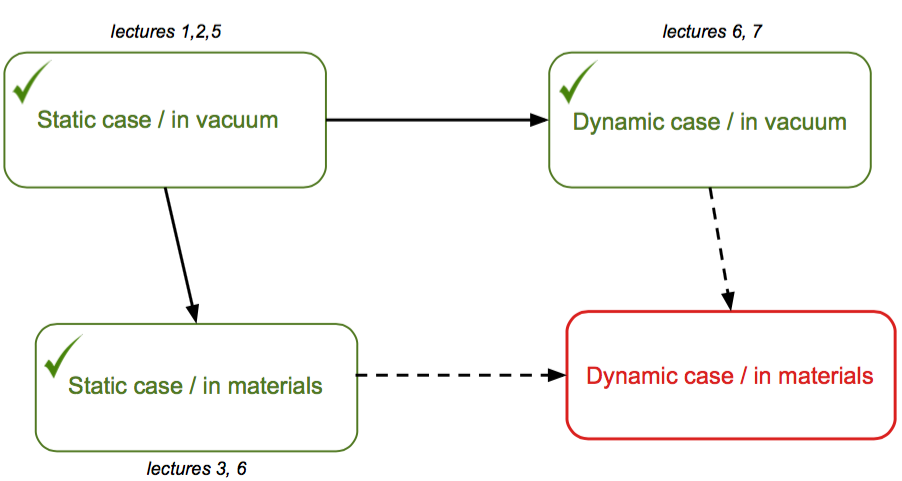 lectures 1,2,5
lectures 6, 7
Static case / in vacuum
Dynamic case / in vacuum
Static case / in materials
Dynamic case / in materials
lectures 3, 6